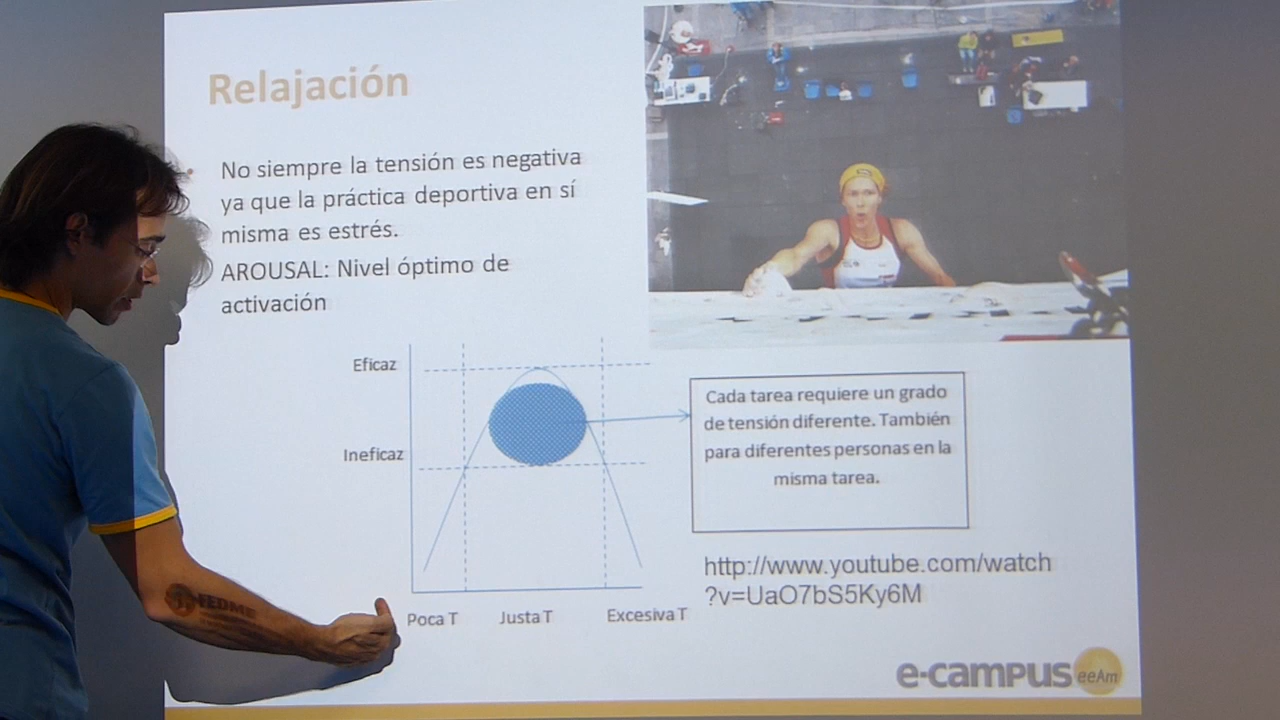 Relajación
No siempre la tensión es negativa
ya que la práctica deportiva en sí
misma es estrés.
AROUSAL: Nivel óptimo de
activación
Eficaz
Ineficaz
Cada tarea requiere un grado
de tensión diferente. También
para diferentes personas en la
misma tarea.
http://www.youtube.com/watch
?v=UaO7bS5Ky6M
Poca T
Justa T
Excesiva T
FEDME
e-campus eeAm